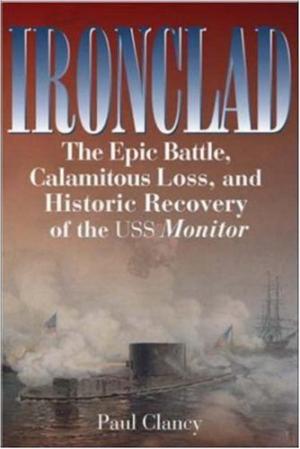 IRONCLAD
The Epic Battle,
Calamitous Loss, and
Historic Recovery
of the USS Monitor
Paul Clancy